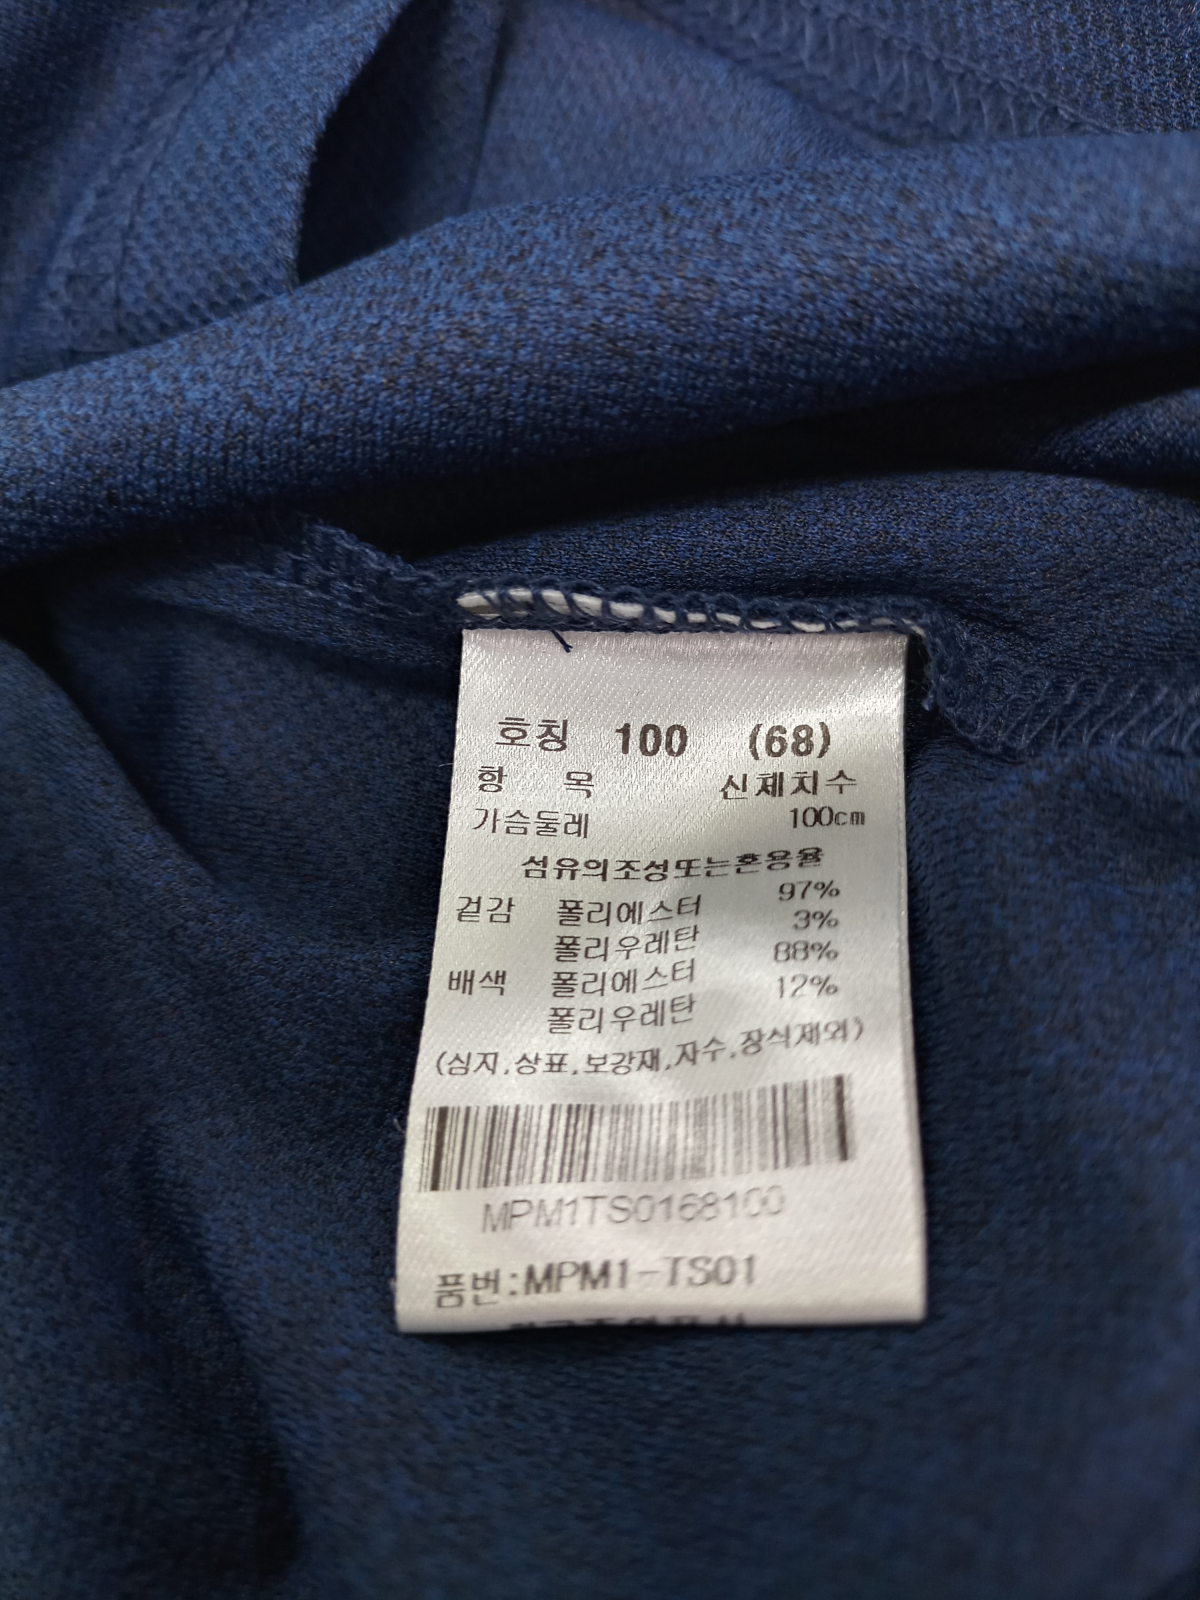 호칭 100 (68)
항 목 신체치수
가슴둘레 100cm
섬유의조성또는혼용율
겉감 폴리에스터 97%
폴리우레탄 3%
배색 폴리에스터 88%
폴리우레탄 12%
(심지,상표,보강재,자수,장식제외)
MPM1TS0168100
품번:MPM1-TS01